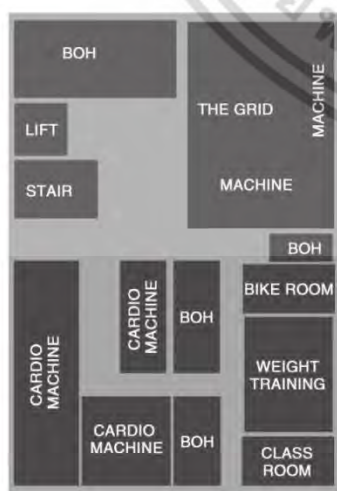 BOH
THE GRID
MACHINE
MACHINE
LIFT
STAIR
BOH
BIKE ROOM
CARDIO
MACHINE
CARDIO
MACHINE
BOH
WEIGHT
TRAINING
CARDIO
MACHINE
BOH
CLASS
ROOM